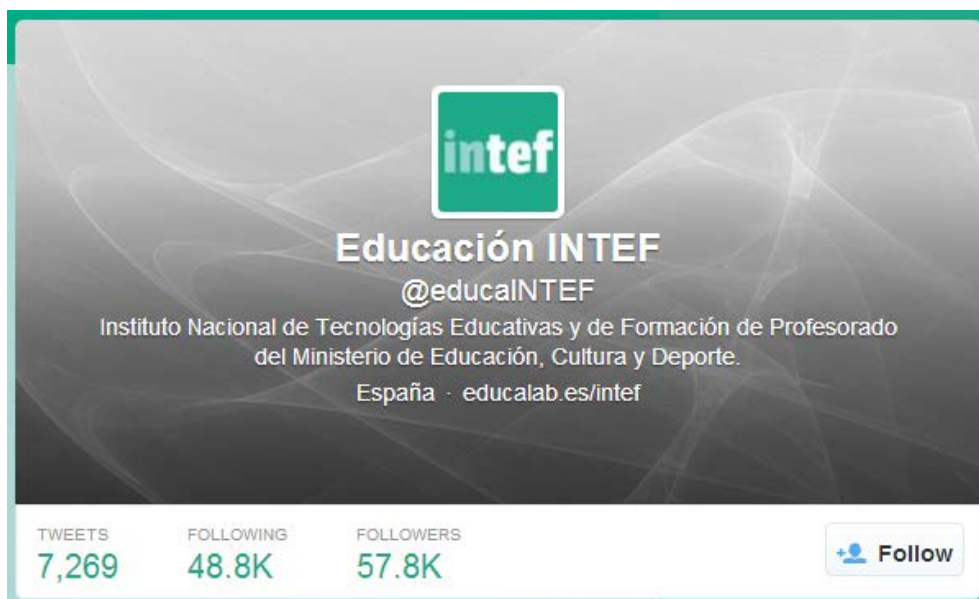 intef
Educación INTEF
@educaINTEF
Instituto Nacional de Tecnologías Educativas y de Formación de Profesorado
del Ministerio de Educación, Cultura y Deporte.
España · educalab.es/intef
TWEETS FOLLOWING FOLLOWERS
7,269 48.8K 57.8K
Follow